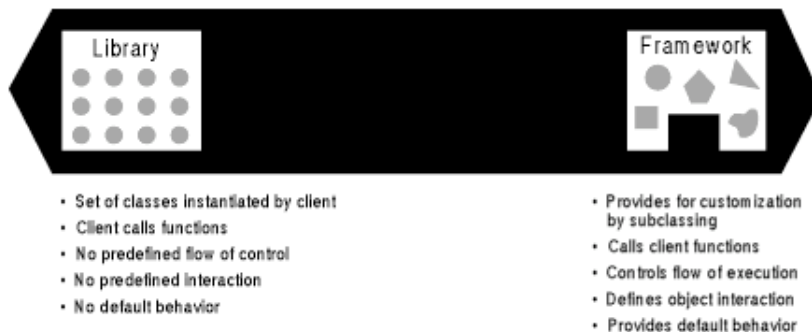 Library
Framework
• Set of classes instantiated by client
• Client calls functions
• No predefined flow of control
• No predefined interaction
• No default behavior
• Provides for customization
by subclassing
• Calls client functions
• Controls flow of execution
• Defines object interaction
• Provides default behavior